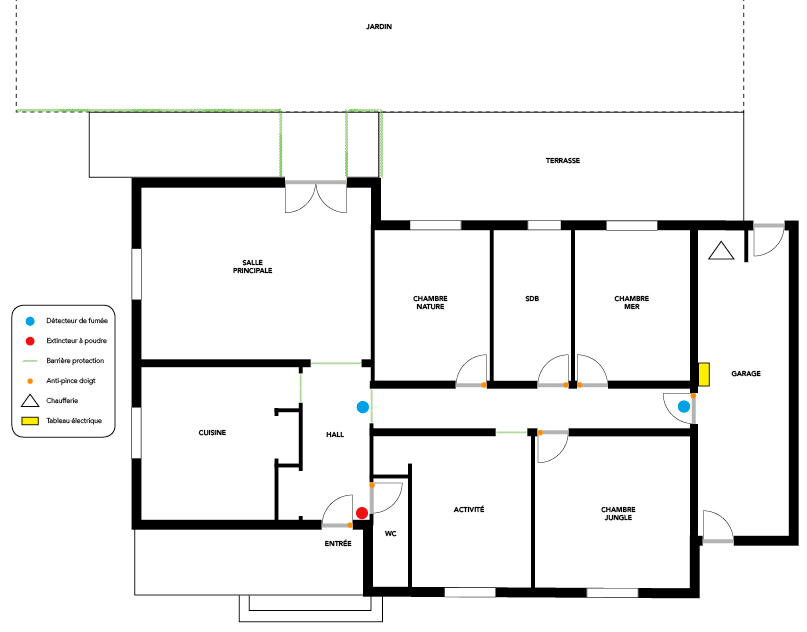 JARDIN
TERRASSE
SALLE
PRINCIPALE
CHAMBRE
NATURE
SDB
CHAMBRE
MER
GARAGE
Détecteur de fumée
Extincteur à poudre
Barrière protection
Anti-pince doigt
Chaufferie
Tableau électrique
CUISINE
HALL
ACTIVITÉ
CHAMBRE
JUNGLE
WC
ENTRÉE